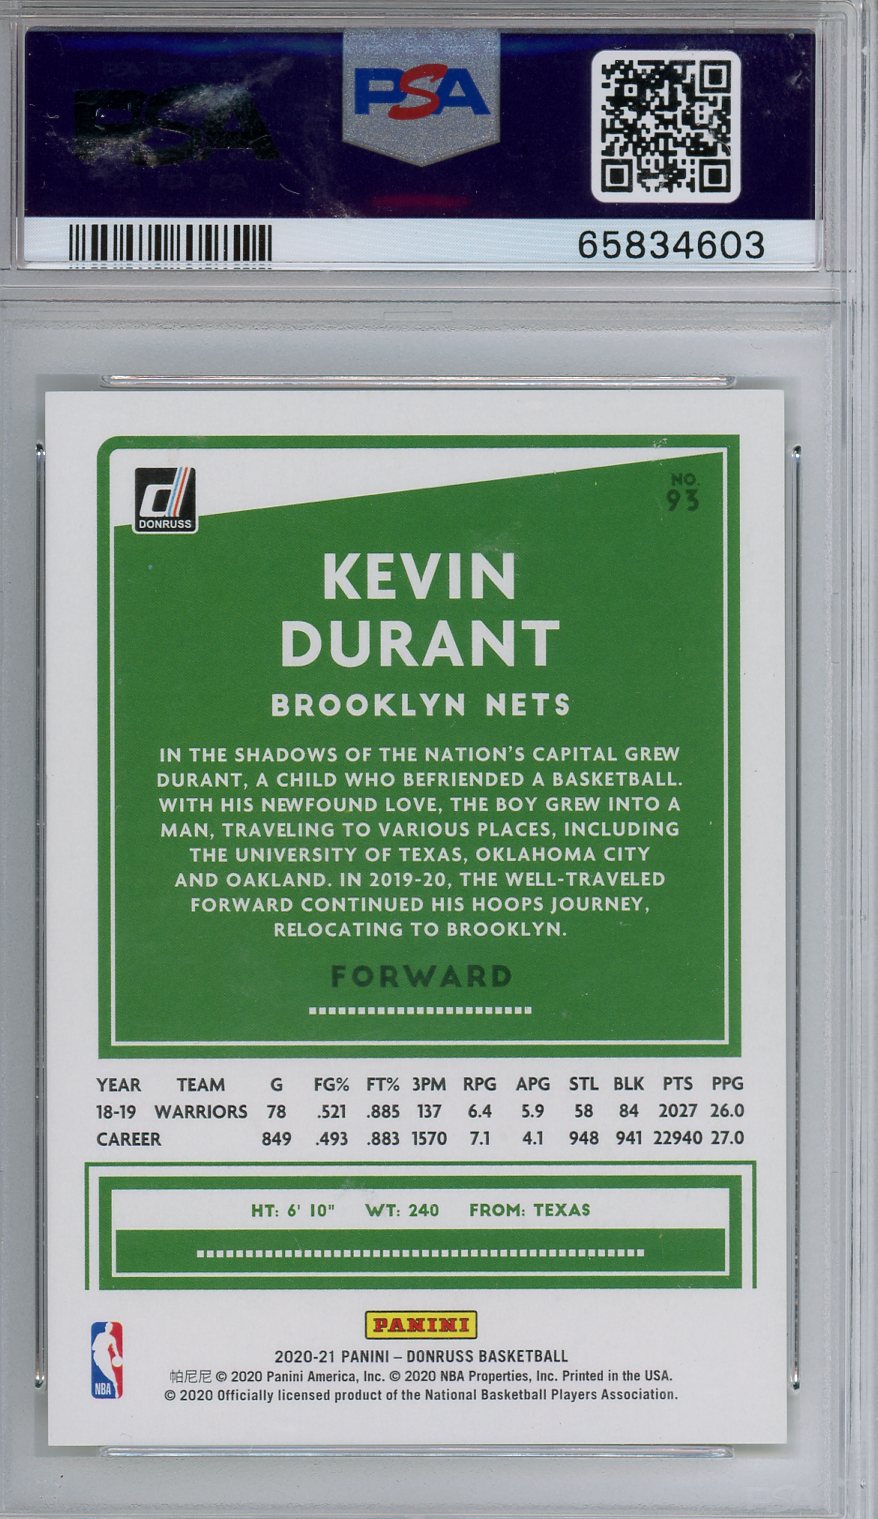 PSA
PSA
65834603
DONRUSS
NO.
93
KEVIN
DURANT
BROOKLYN NETS
IN THE SHADOWS OF THE NATION'S CAPITAL GREW
DURANT, A CHILD WHO BEFRIENDED A BASKETBALL.
WITH HIS NEWFOUND LOVE, THE BOY GREW INTO A
MAN, TRAVELING TO VARIOUS PLACES, INCLUDING
THE UNIVERSITY OF TEXAS, OKLAHOMA CITY
AND OAKLAND. IN 2019-20, THE WELL-TRAVELED
FORWARD CONTINUED HIS HOOPS JOURNEY,
RELOCATING TO BROOKLYN.
FORWARD
YEAR TEAM G FG% FT% 3PM RPG APG STL BLK PTS PPG
18-19 WARRIORS 78 .521 .885 137 6.4 5.9 58 84 2027 26.0
CAREER 849 .493 .883 1570 7.1 4.1 948 941 22940 27.0
HT: 6' 10" WT: 240 FROM: TEXAS
PANINI
NBA
2020-21 PANINI – DONRUSS BASKETBALL
帕尼尼 © 2020 Panini America, Inc. © 2020 NBA Properties, Inc. Printed in the USA.
© 2020 Officially licensed product of the National Basketball Players Association.